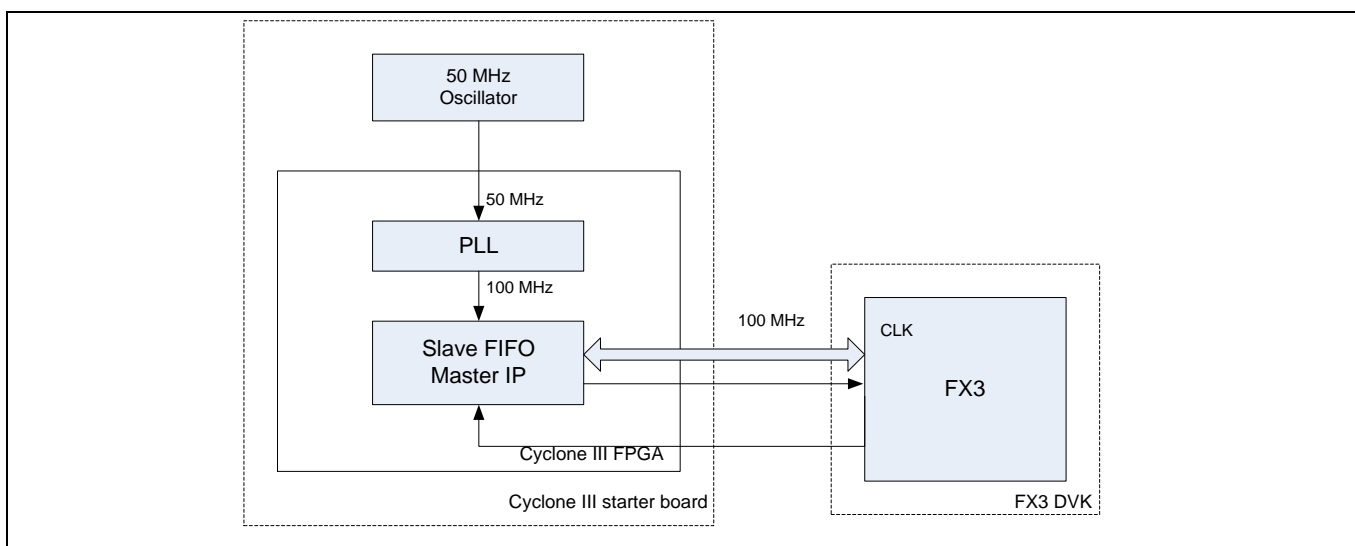 50 MHz
Oscillator
50 MHz
PLL
100 MHz
Slave FIFO
Master IP
100 MHz
CLK
FX3
Cyclone III FPGA
Cyclone III starter board
FX3 DVK